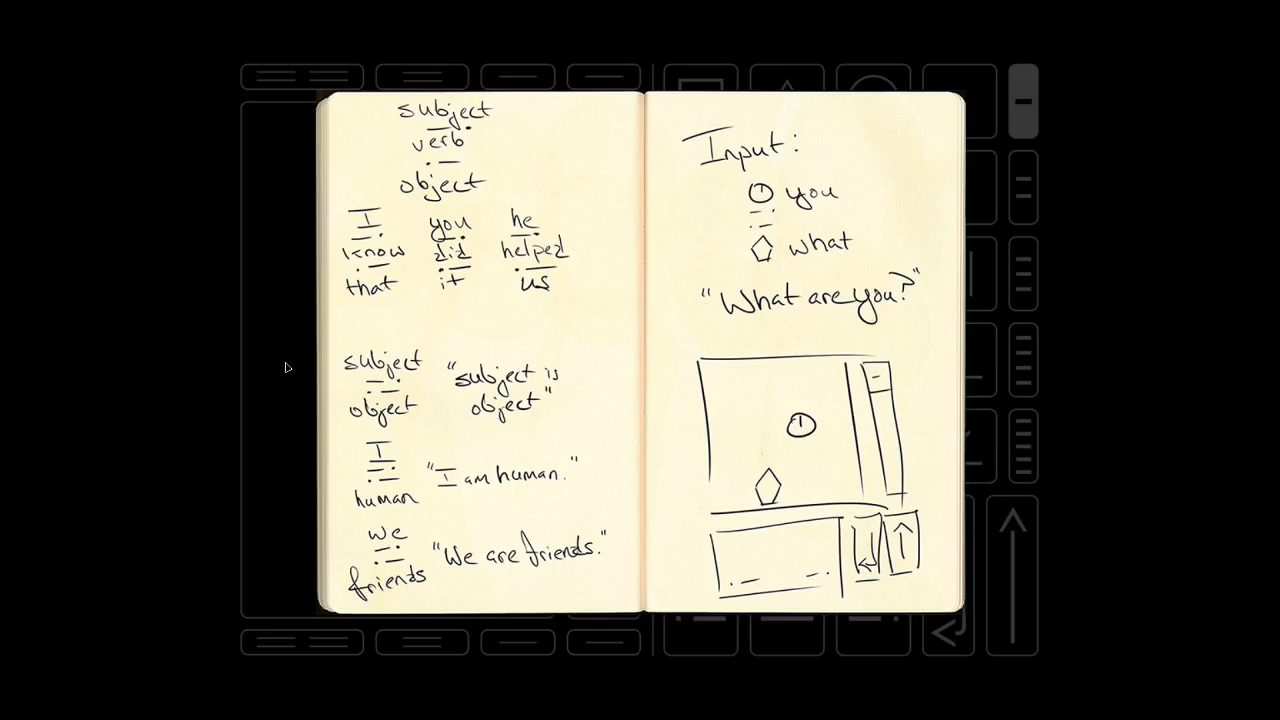 subject
verb
object
I you he
know did helped
that it us
subject "subject is
object object"
I
"I am human."
human
we
"We are friends."
friends
Input:
you
what
"What are you?"